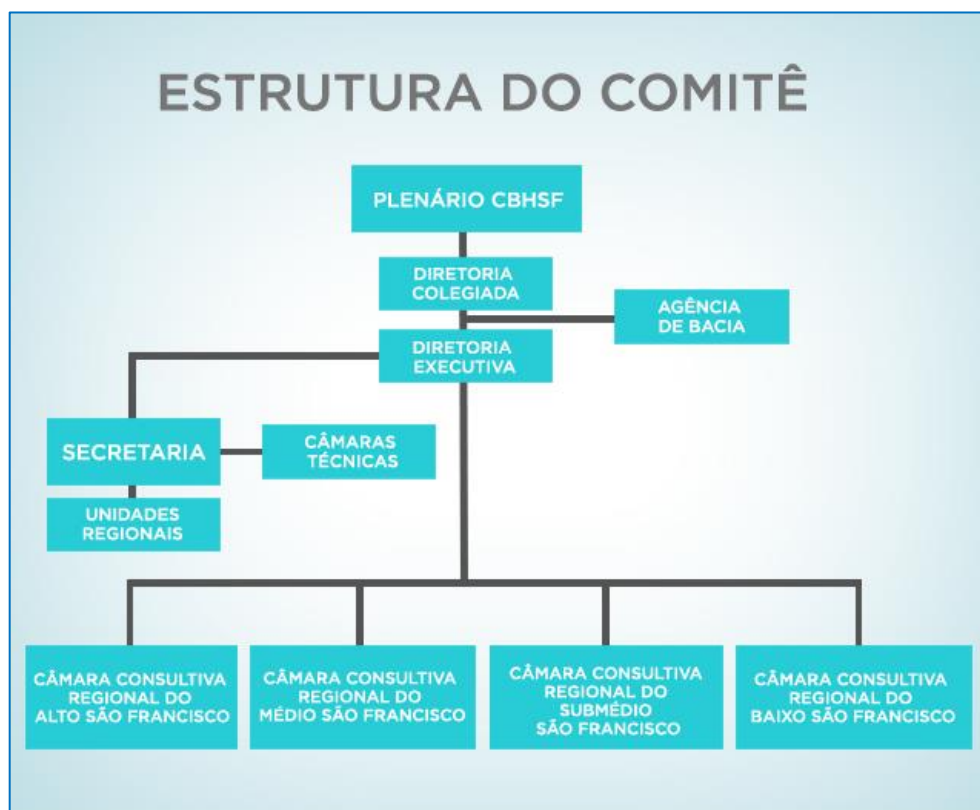 ESTRUTURA DO COMITÊ
PLENÁRIO CBHSF
DIRETORIA
COLEGIADA
AGÊNCIA
DE BACIA
DIRETORIA
EXECUTIVA
SECRETARIA
CÂMARAS
TÉCNICAS
UNIDADES
REGIONAIS
CÂMARA CONSULTIVA
REGIONAL DO
ALTO SÃO FRANCISCO
CÂMARA CONSULTIVA
REGIONAL DO
MÉDIO SÃO FRANCISCO
CÂMARA CONSULTIVA
REGIONAL DO
SUBMÉDIO
SÃO FRANCISCO
CÂMARA CONSULTIVA
REGIONAL DO
BAIXO SÃO FRANCISCO